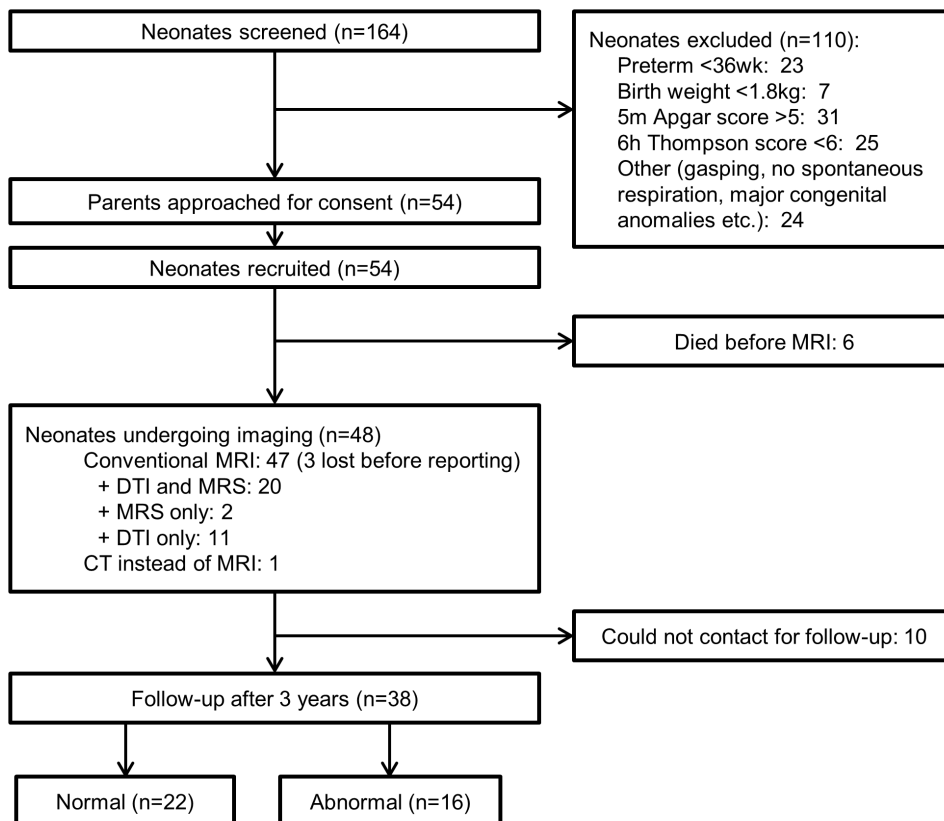 Neonates screened (n=164)
Neonates excluded (n=110):
Preterm <36wk: 23
Birth weight <1.8kg: 7
5m Apgar score >5: 31
6h Thompson score <6: 25
Other (gasping, no spontaneous
respiration, major congenital
anomalies etc.): 24
Parents approached for consent (n=54)
Neonates recruited (n=54)
Died before MRI: 6
Neonates undergoing imaging (n=48)
Conventional MRI: 47 (3 lost before reporting)
+ DTI and MRS: 20
+ MRS only: 2
+ DTI only: 11
CT instead of MRI: 1
Could not contact for follow-up: 10
Follow-up after 3 years (n=38)
Normal (n=22)
Abnormal (n=16)